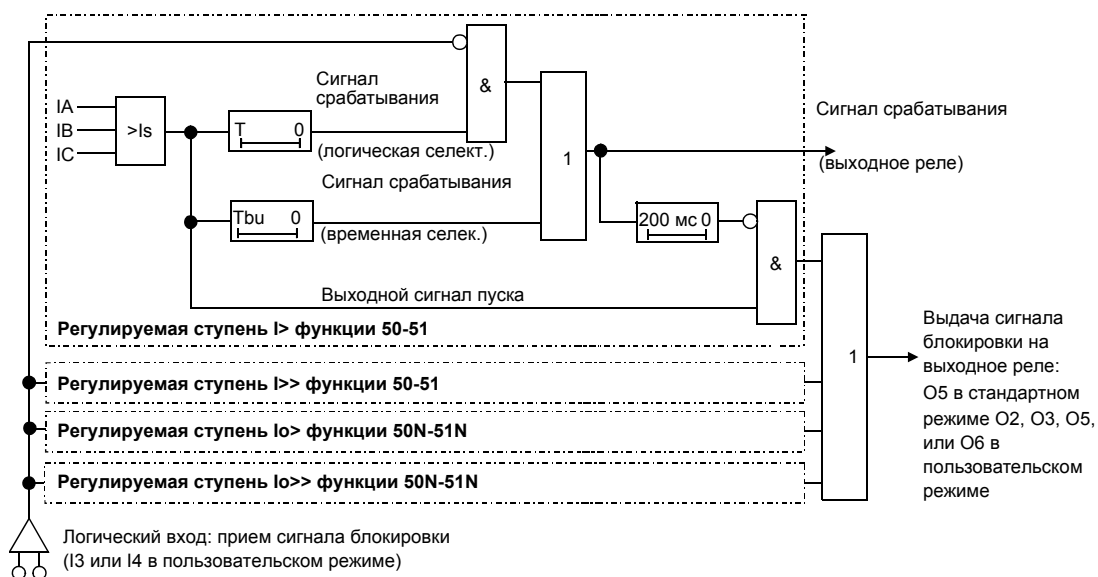 &
Сигнал
срабатывания
IA
IB
IC
>Is
T 0
(логическая селект.)
1
Сигнал срабатывания
(выходное реле)
Сигнал срабатывания
Tbu 0
(временная селек.)
200 мс 0
&
Выходной сигнал пуска
Регулируемая ступень I> функции 50-51
Регулируемая ступень I>> функции 50-51
Регулируемая ступень Io> функции 50N-51N
Регулируемая ступень Io>> функции 50N-51N
1
Выдача сигнала
блокировки на
выходное реле:
O5 в стандартном
режиме O2, O3, O5,
или O6 в
пользовательском
режиме
Логический вход: прием сигнала блокировки
(I3 или I4 в пользовательском режиме)